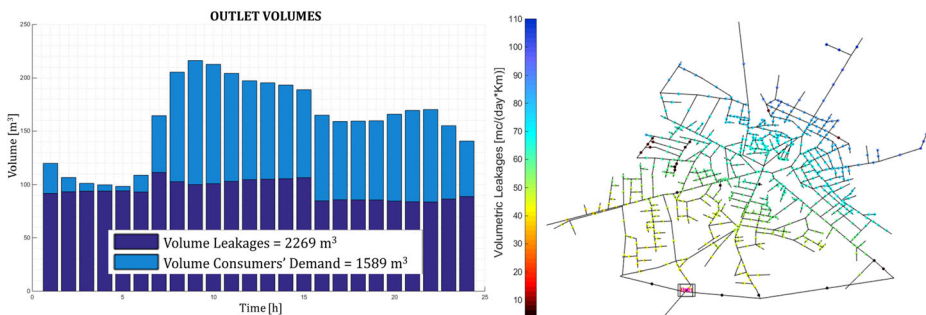 OUTLET VOLUMES
250
200
150
100
50
0
Volume [m³]
Volume Leakages = 2269 m³
Volume Consumers' Demand = 1589 m³
0 5 10 15 20 25
Time [h]
110
100
90
80
70
60
50
40
30
20
10
Volumetric Leakages [mc/(day*Km)]